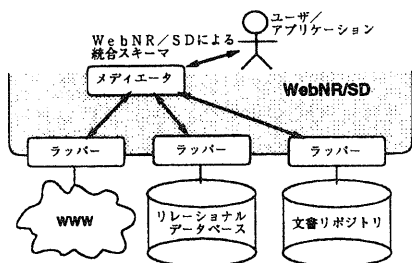 ユーザ／
アプリケーション
WebNR／SDによる
統合スキーマ
メディエータ
WebNR/SD
ラッパー
ラッパー
ラッパー
WWW
リレーショナル
データベース
文書リポジトリ